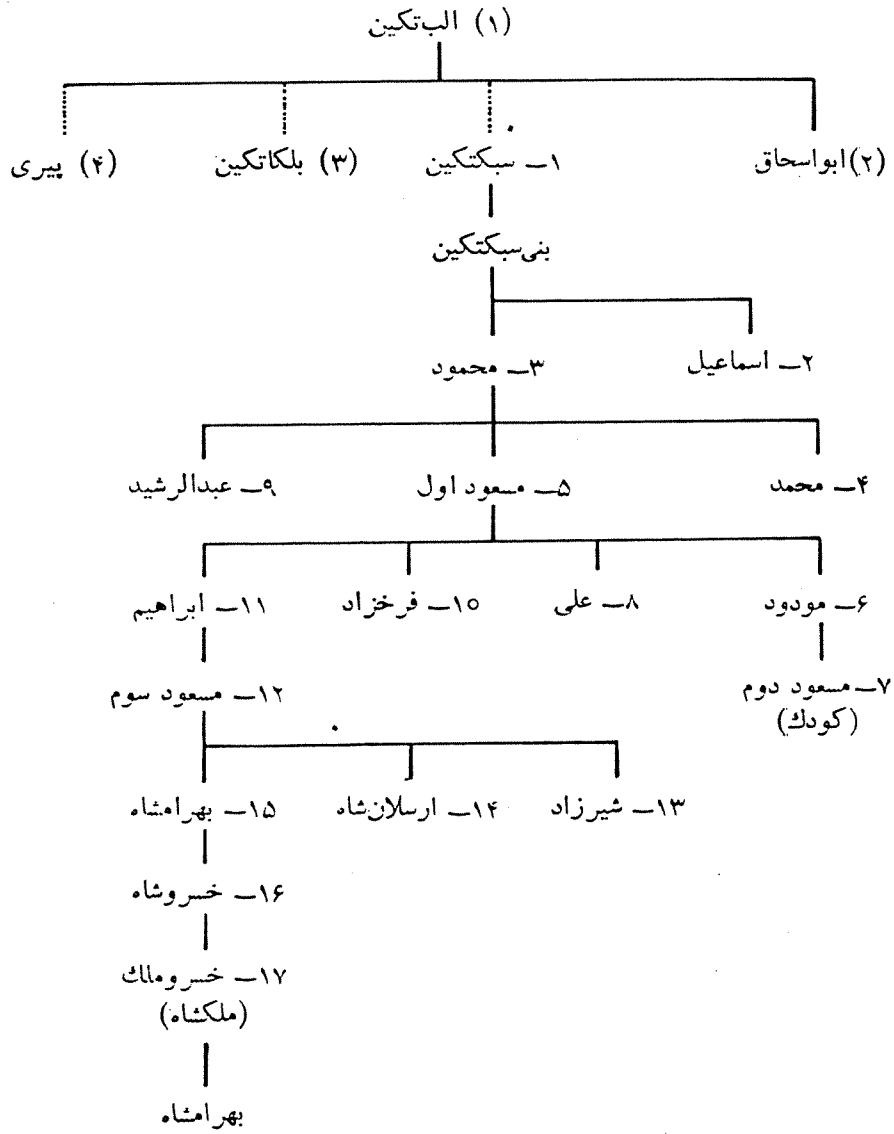 (۱) الب‌تکین
(۲) ابواسحاق ۱ــ سبکتکین (۳) بلکاتکین (۴) پیری
بنی‌سبکتکین
۲ــ اسماعیل
۳ــ محمود
۴ــ محمد ۵ــ مسعود اول ۹ــ عبدالرشید
۶ــ مودود ۸ــ علی ۱۰ــ فرخزاد ۱۱ــ ابراهیم
۷ــ مسعود دوم ۱۲ــ مسعود سوم
(کودك)
۱۳ــ شیرزاد ۱۴ــ ارسلان‌شاه ۱۵ــ بهرامشاه
۱۶ــ خسروشاه
۱۷ــ خسروملك
(ملکشاه)
بهرامشاه